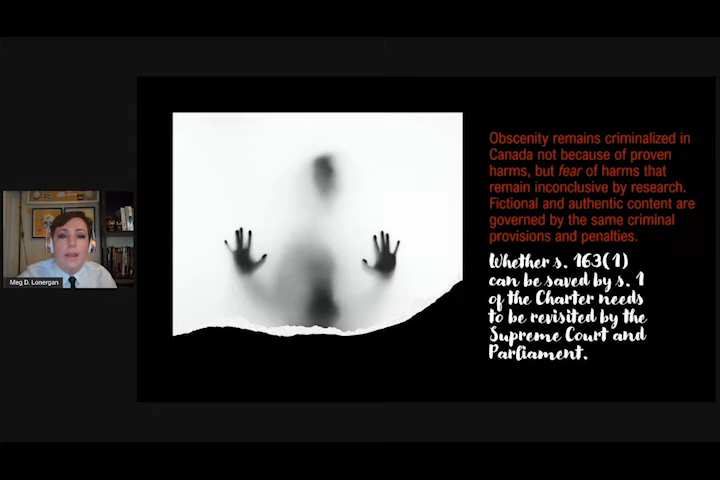 Obscenity remains criminalized in
Canada not because of proven
harms, but fear of harms that
remain inconclusive by research.
Fictional and authentic content are
governed by the same criminal
provisions and penalties.
Whether s. 163(1)
can be saved by s. 1
of the Charter needs
to be revisited by the
Supreme Court and
Parliament.
Meg D. Lonergan